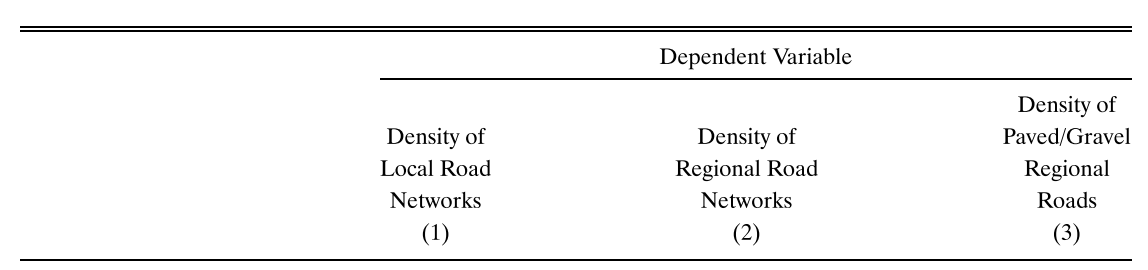 Dependent Variable
Density of
Local Road
Networks
(1)
Density of
Regional Road
Networks
(2)
Density of
Paved/Gravel
Regional
Roads
(3)